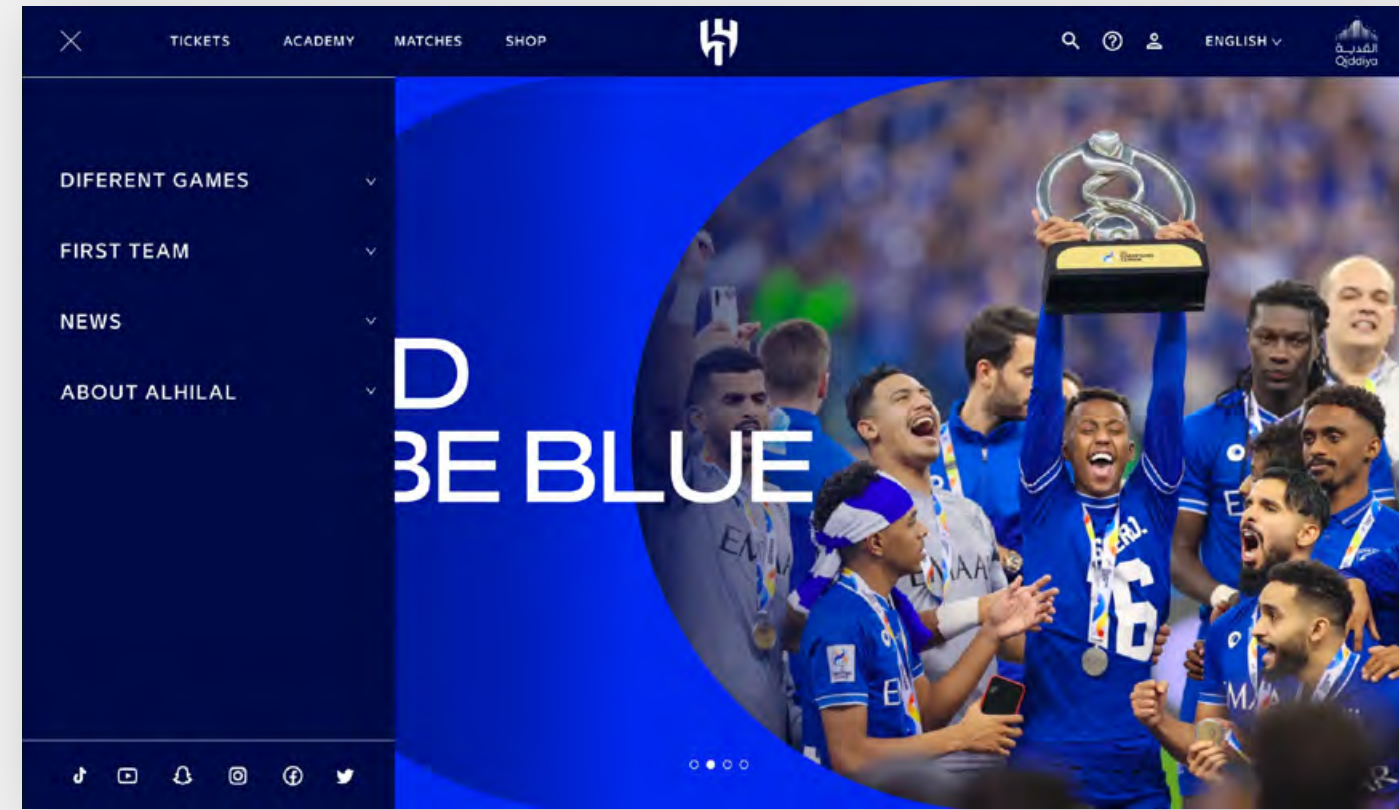 TICKETS ACADEMY MATCHES SHOP ENGLISH
القدية
Qiddiya
DIFERENT GAMES
FIRST TEAM
NEWS
ABOUT ALHILAL
D
BE BLUE
16